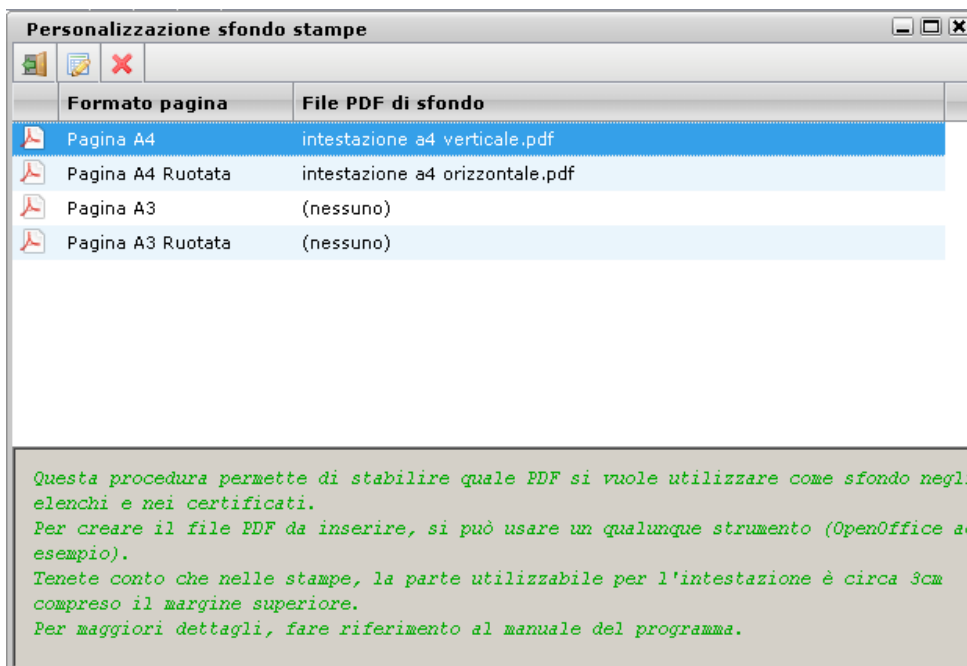 Personalizzazione sfondo stampe
Formato pagina File PDF di sfondo
Pagina A4 intestazione a4 verticale.pdf
Pagina A4 Ruotata intestazione a4 orizzontale.pdf
Pagina A3 (nessuno)
Pagina A3 Ruotata (nessuno)
Questa procedura permette di stabilire quale PDF si vuole utilizzare come sfondo negl
elenchi e nei certificati.
Per creare il file PDF da inserire, si può usare un qualunque strumento (OpenOffice a
esempio).
Tenete conto che nelle stampe, la parte utilizzabile per l'intestazione è circa 3cm
compreso il margine superiore.
Per maggiori dettagli, fare riferimento al manuale del programma.